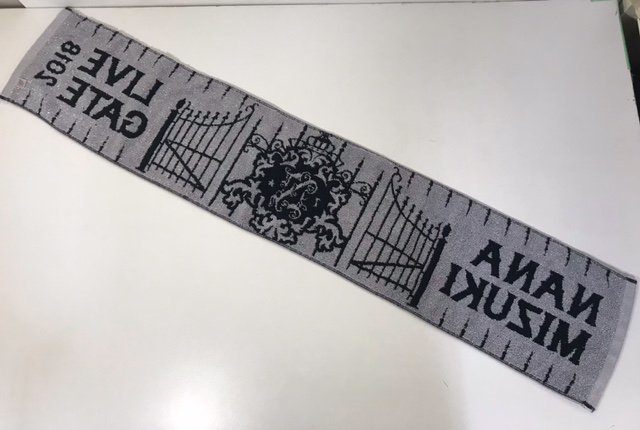 NANA
MIZUKI
LIVE
GATE
2018